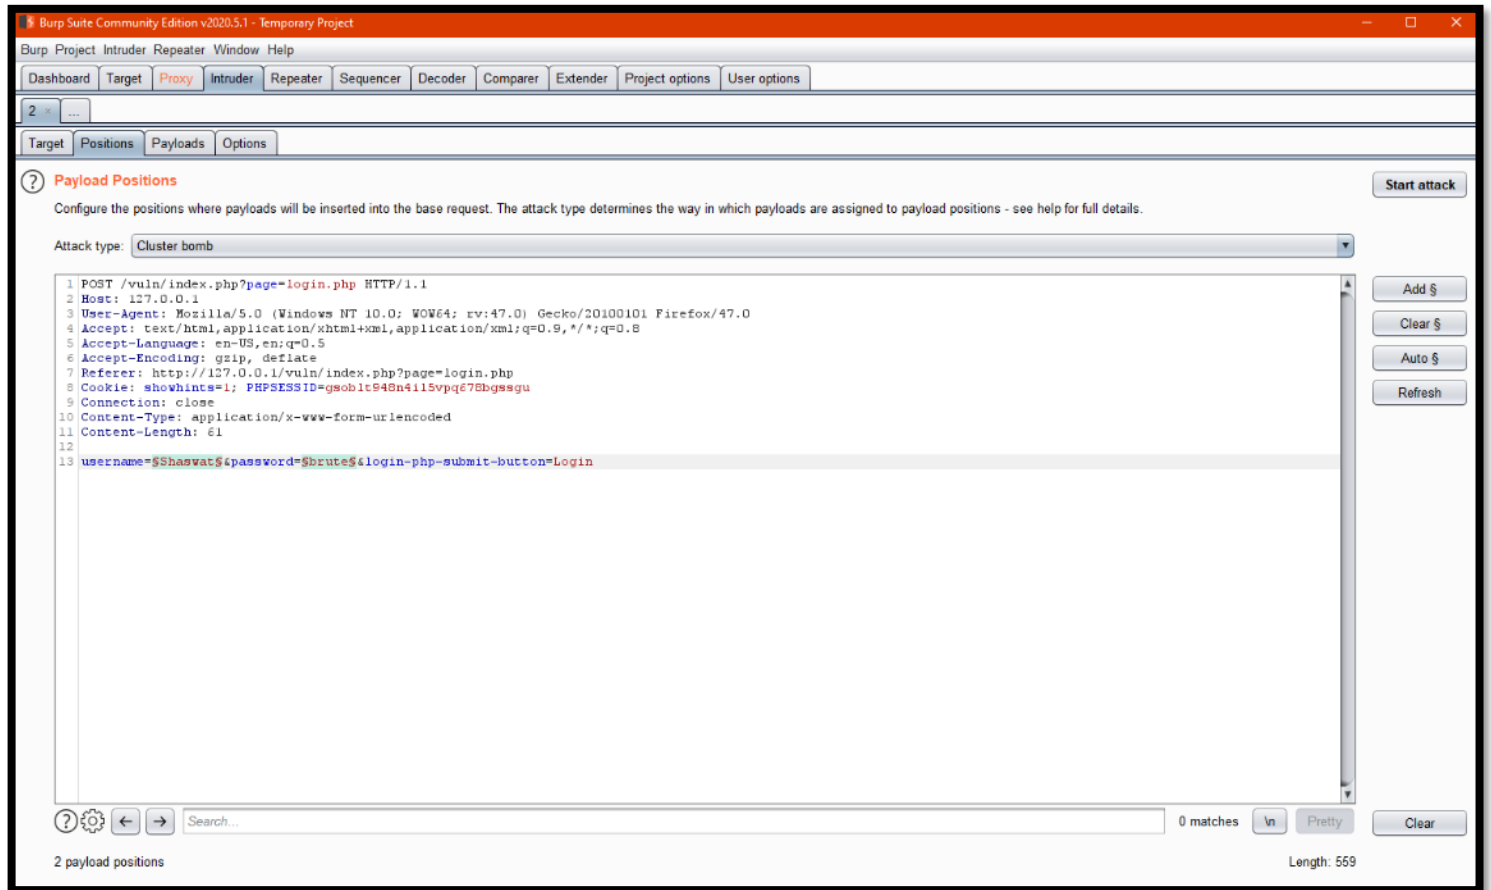 Burp Suite Community Edition v2020.5.1 - Temporary Project
Burp Project Intruder Repeater Window Help
Dashboard Target Proxy Intruder Repeater Sequencer Decoder Comparer Extender Project options User options
2 × ...
Target Positions Payloads Options
? Payload Positions
Start attack
Configure the positions where payloads will be inserted into the base request. The attack type determines the way in which payloads are assigned to payload positions - see help for full details.
Attack type: Cluster bomb
1 POST /vuln/index.php?page=login.php HTTP/1.1
2 Host: 127.0.0.1
3 User-Agent: Mozilla/5.0 (Windows NT 10.0; WOW64; rv:47.0) Gecko/20100101 Firefox/47.0
4 Accept: text/html,application/xhtml+xml,application/xml;q=0.9,*/*;q=0.8
5 Accept-Language: en-US,en;q=0.5
6 Accept-Encoding: gzip, deflate
7 Referer: http://127.0.0.1/vuln/index.php?page=login.php
8 Cookie: showhints=1; PHPSESSID=gsoblt948n4i15vpq678bgssgu
9 Connection: close
10 Content-Type: application/x-www-form-urlencoded
11 Content-Length: 61
12
13 username=§Shaswat§&password=§brute§&login-php-submit-button=Login
Add §
Clear §
Auto §
Refresh
? ← → Search... 0 matches \n Pretty Clear
2 payload positions Length: 559